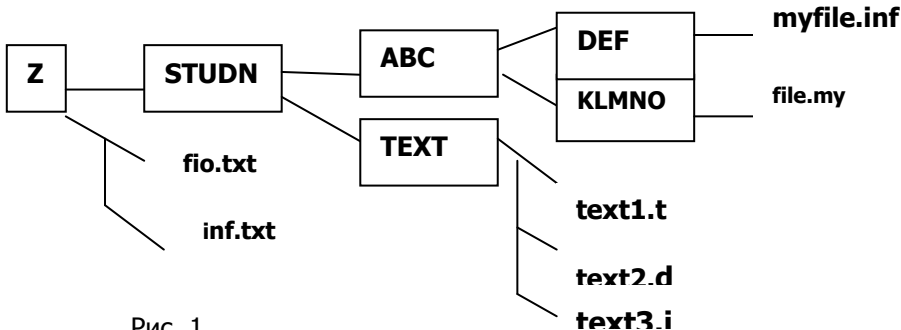 myfile.inf
Z
STUDN
ABC
DEF
KLMNO
file.my
fio.txt
TEXT
inf.txt
text1.t
text2.d
text3.i
Рис. 1